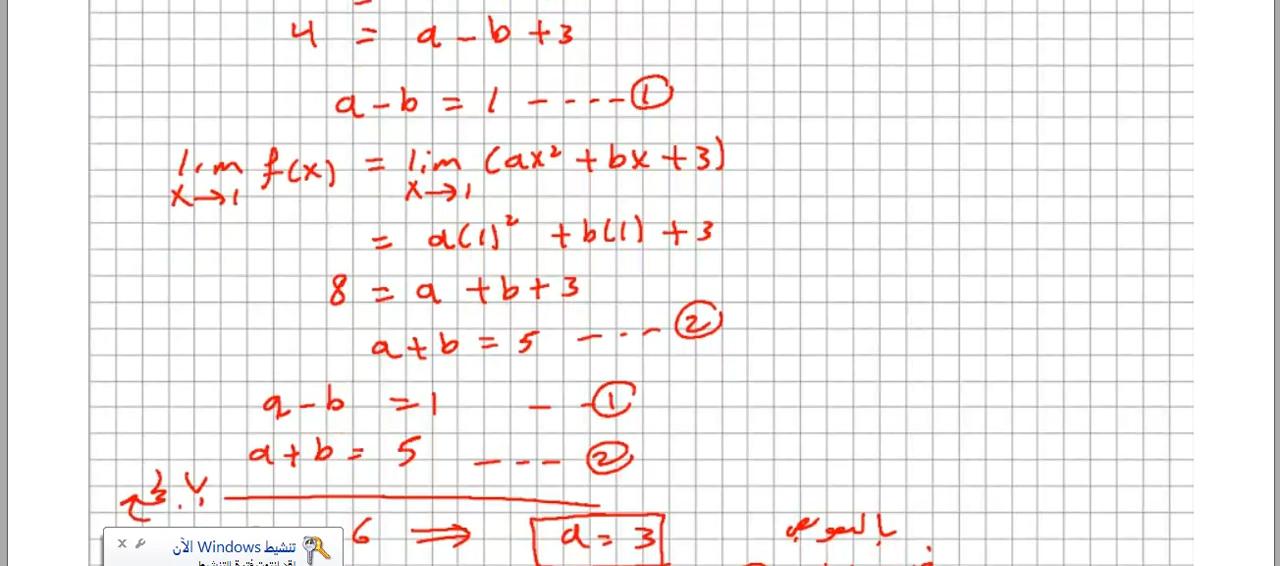 4 = a - b + 3
a - b = 1 ---- ①
lim x→1 f(x) = lim x→1 (ax² + bx + 3)
= a(1)² + b(1) + 3
8 = a + b + 3
a + b = 5 --- ②
a - b = 1 -- ①
a + b = 5 --- ②
بالجمع
6 ⟹ a = 3
بالتعويض
تنشيط Windows الآن